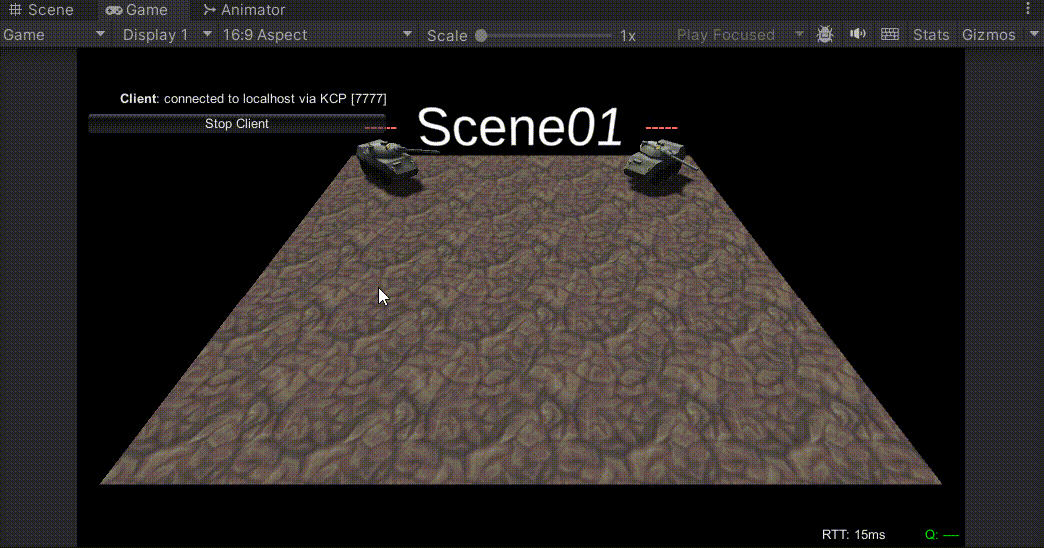 Scene Game Animator
Game Display 1 16:9 Aspect Scale 1x Play Focused Stats Gizmos
Client: connected to localhost via KCP [7777]
Stop Client
-----
Scene01
-----
RTT: 15ms Q: ----